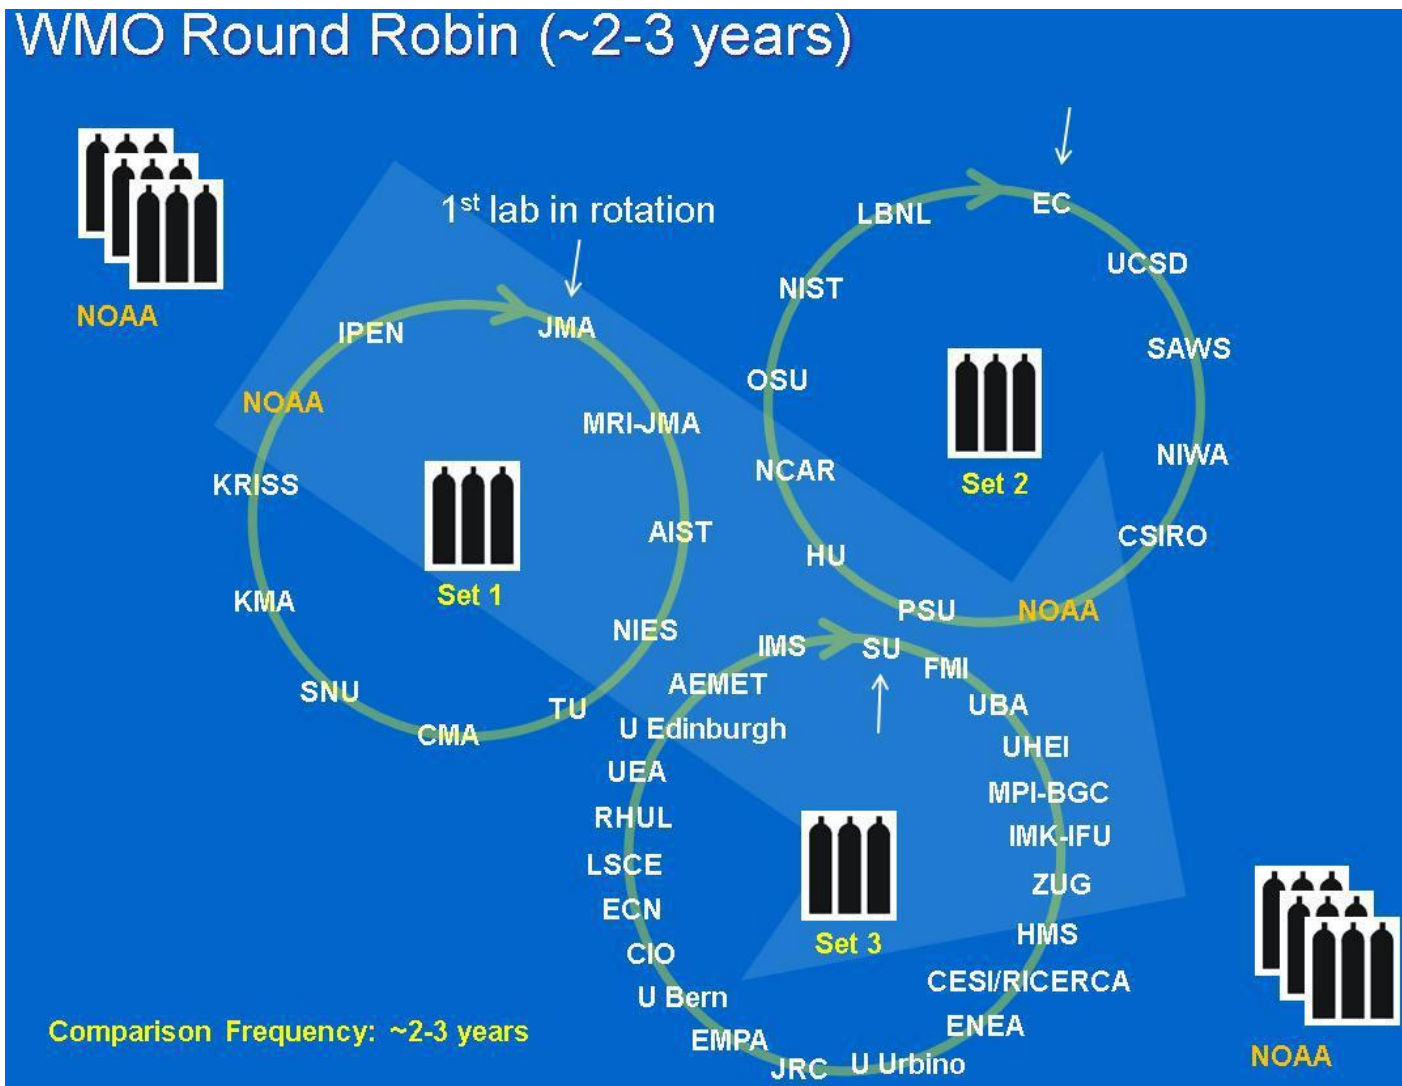 WMO Round Robin (~2-3 years)
NOAA
1st lab in rotation
JMA
MRI-JMA
AIST
NIES
TU
CMA
SNU
KMA
KRISS
NOAA
IPEN
Set 1
EC
UCSD
SAWS
NIWA
CSIRO
NOAA
PSU
HU
NCAR
OSU
NIST
LBNL
Set 2
SU
FMI
UBA
UHEI
MPI-BGC
IMK-IFU
ZUG
HMS
CESI/RICERCA
ENEA
U Urbino
JRC
EMPA
U Bern
CIO
ECN
LSCE
RHUL
UEA
U Edinburgh
AEMET
IMS
Set 3
Comparison Frequency: ~2-3 years
NOAA